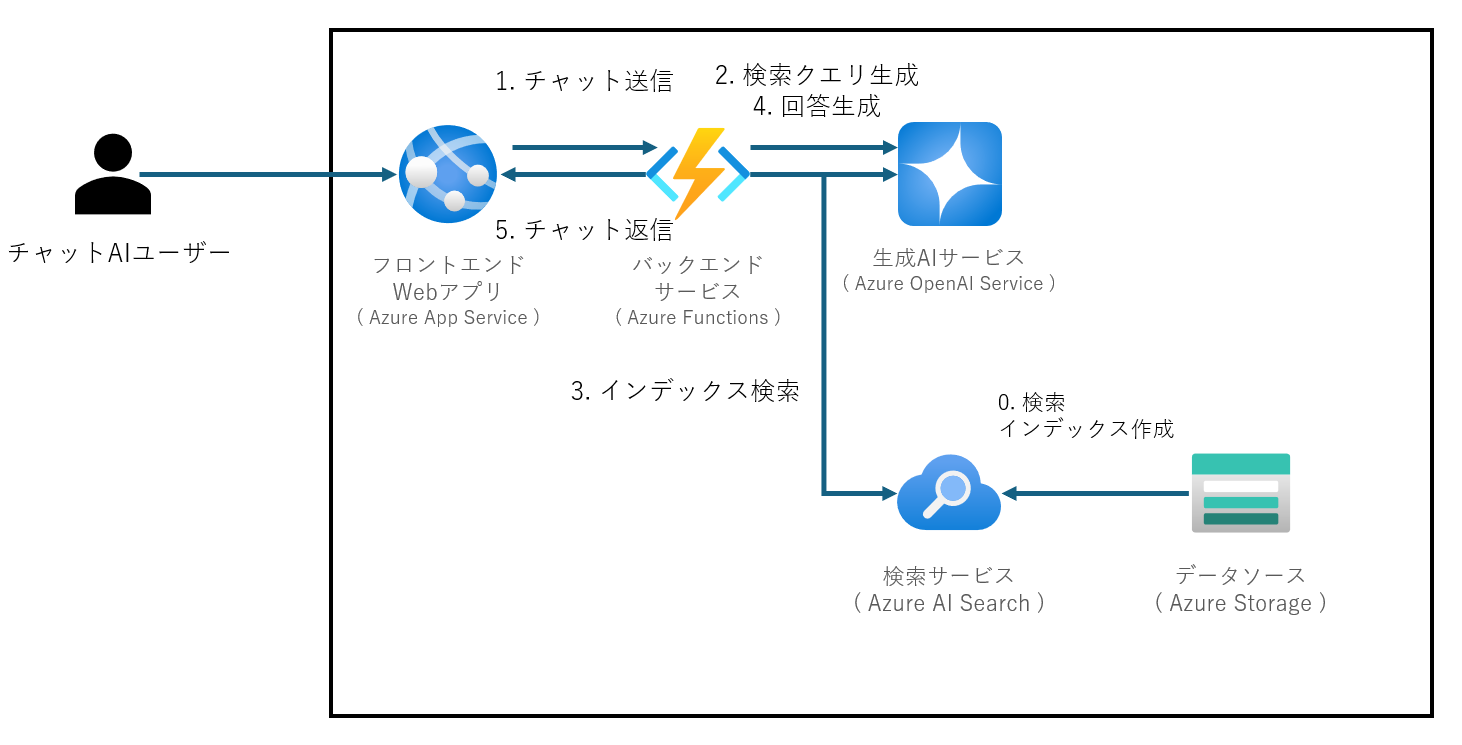 1. チャット送信
2. 検索クエリ生成
4. 回答生成
チャットAIユーザー
5. チャット返信
フロントエンド
Webアプリ
( Azure App Service )
バックエンド
サービス
( Azure Functions )
生成AIサービス
( Azure OpenAI Service )
3. インデックス検索
0. 検索
インデックス作成
検索サービス
( Azure AI Search )
データソース
( Azure Storage )